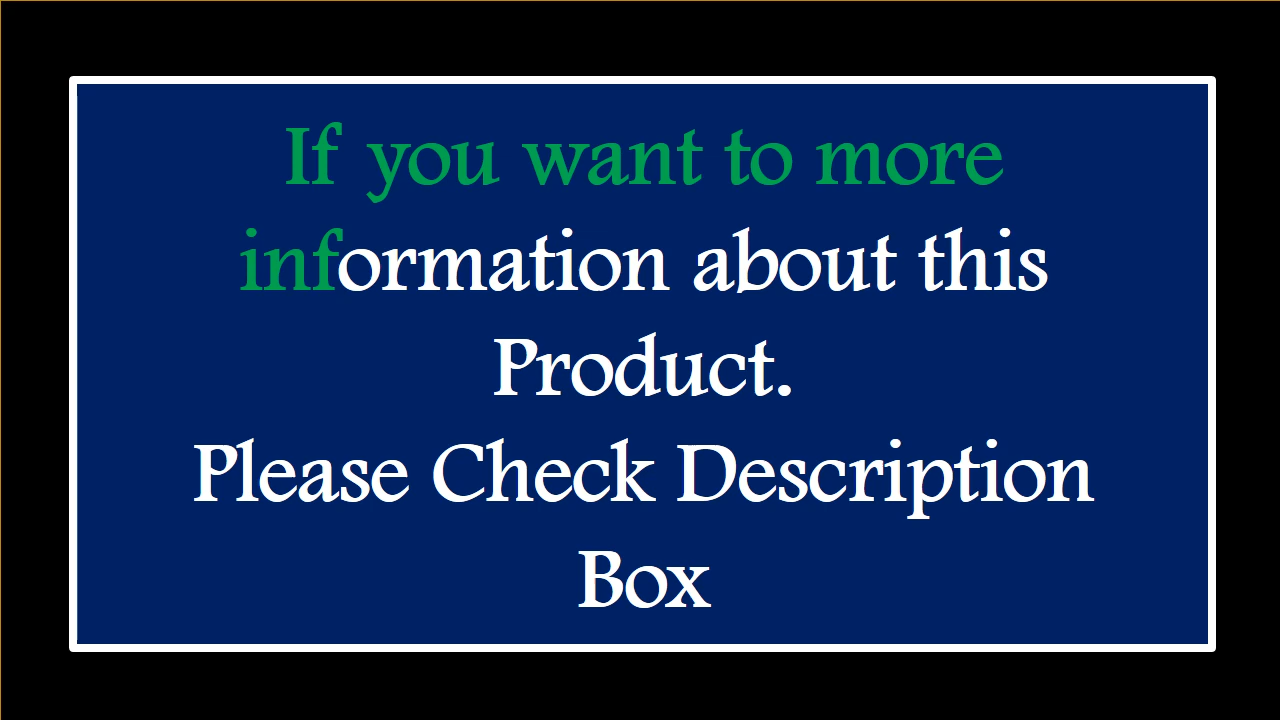 If you want to more
information about this
Product.
Please Check Description
Box